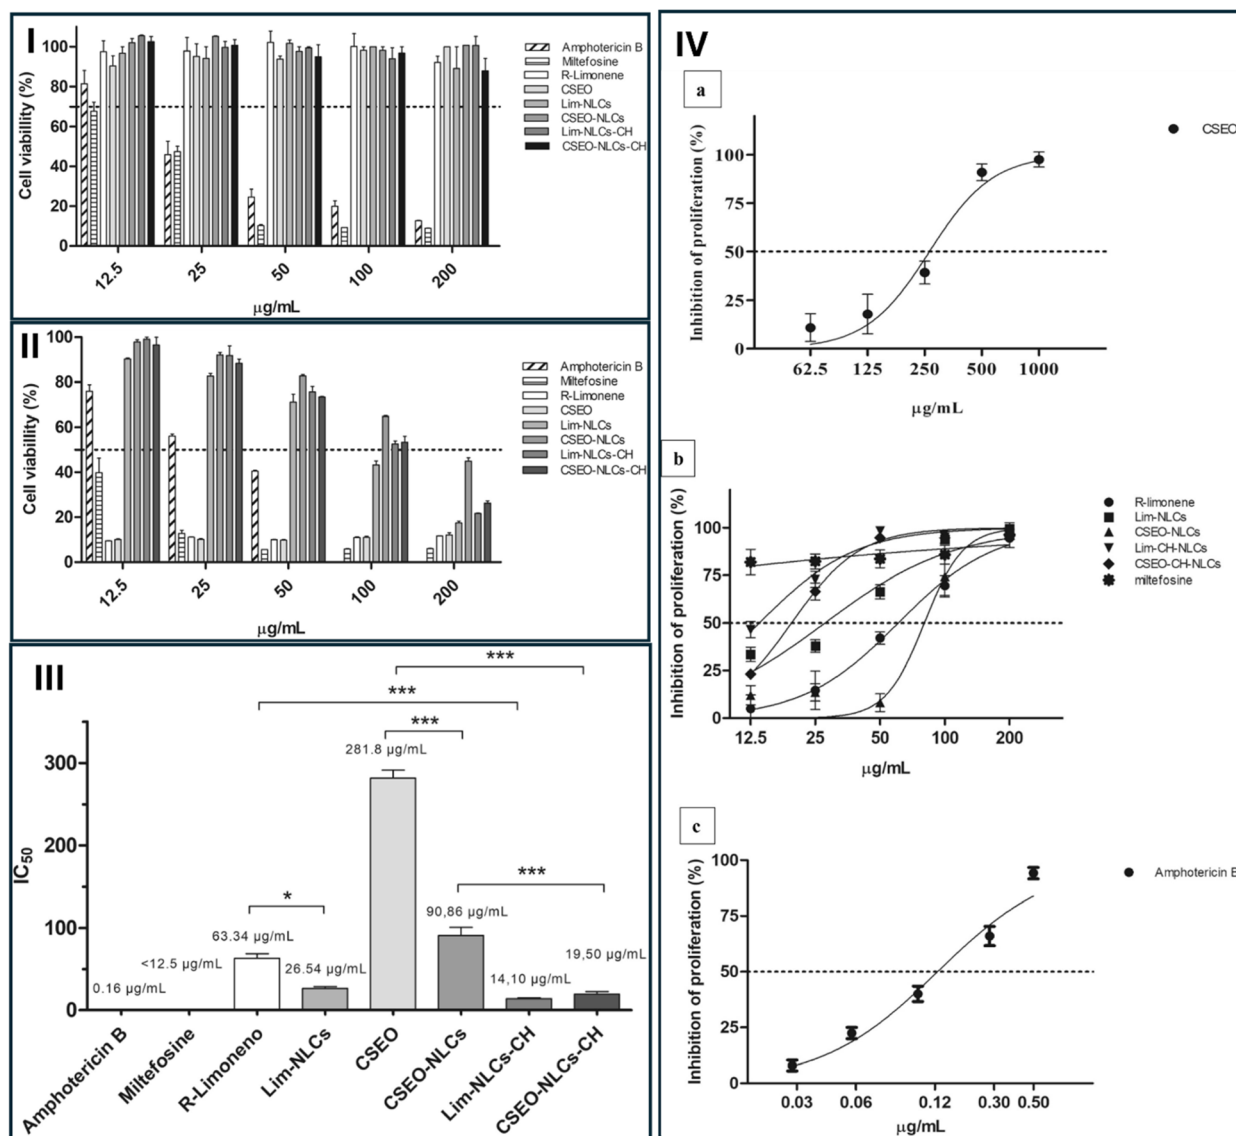 I
Cell viability (%)
100
80
60
40
20
0
12.5
25
50
100
200
µg/mL
Amphotericin B
Miltefosine
R-Limonene
CSEO
Lim-NLCs
CSEO-NLCs
Lim-NLCs-CH
CSEO-NLCs-CH
II
Cell viabillity (%)
100
80
60
40
20
0
12.5
25
50
100
200
µg/mL
Amphotericin B
Miltefosine
R-Limonene
CSEO
Lim-NLCs
CSEO-NLCs
Lim-NLCs-CH
CSEO-NLCs-CH
III
***
***
***
281.8 µg/mL
***
*
90,86 µg/mL
63.34 µg/mL
<12.5 µg/mL
26.54 µg/mL
19,50 µg/mL
14,10 µg/mL
0.16 µg/mL
IC50
300
200
100
0
Amphotericin B
Miltefosine
R-Limoneno
Lim-NLCs
CSEO
CSEO-NLCs
Lim-NLCs-CH
CSEO-NLCs-CH
IV
a
Inhibition of proliferation (%)
100
75
50
25
0
62.5
125
250
500
1000
µg/mL
CSEO
b
Inhibition of proliferation (%)
100
75
50
25
0
12.5
25
50
100
200
µg/mL
R-limonene
Lim-NLCs
CSEO-NLCs
Lim-CH-NLCs
CSEO-CH-NLCs
miltefosine
c
Inhibition of proliferation (%)
100
75
50
25
0
0.03
0.06
0.12
0.30
0.50
µg/mL
Amphotericin B